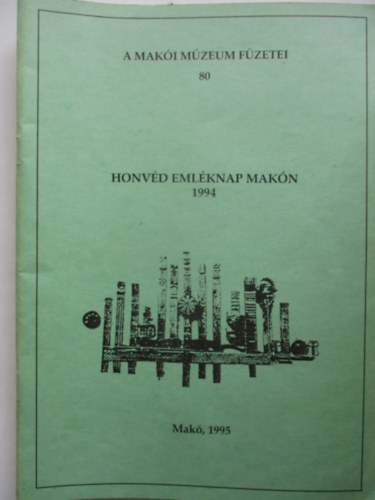 A MAKÓI MÚZEUM FÜZETEI
80
HONVÉD EMLÉKNAP MAKÓN
1994
Makó, 1995